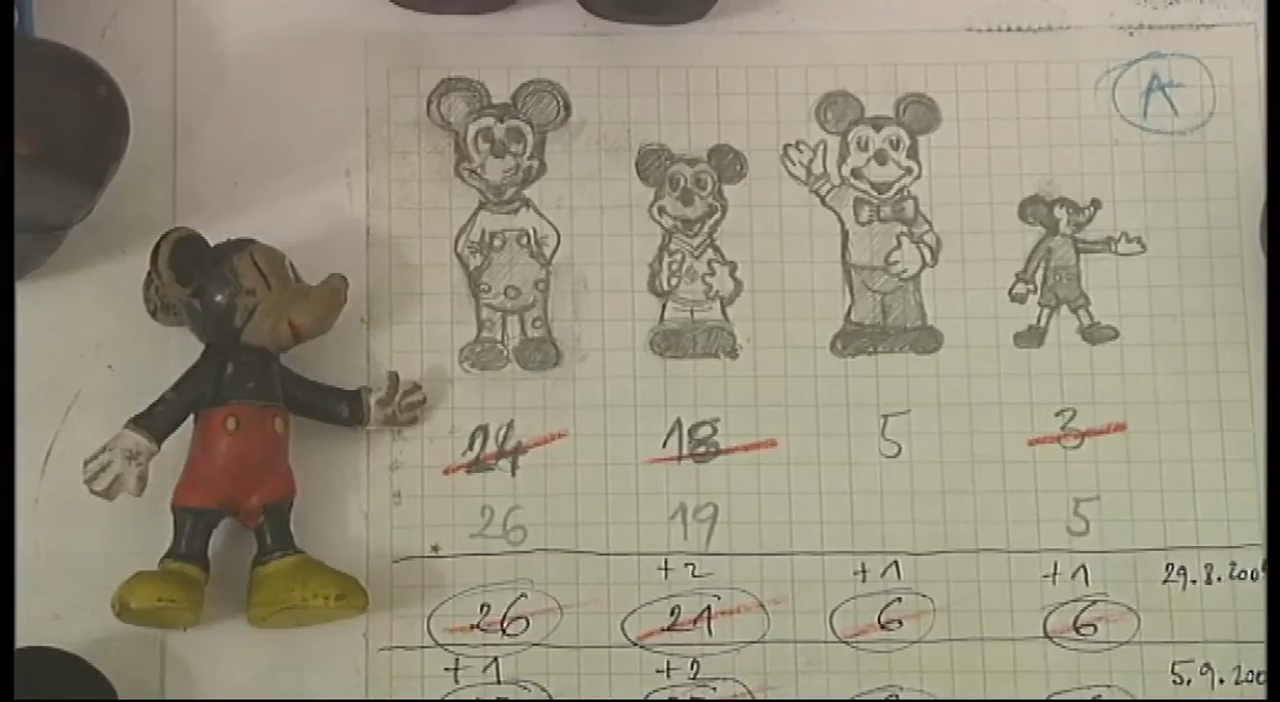 A
24 18 5 3
26 19 5
+2 +1 +1 29.8.200
26 21 6 6
+1 +2 5.9.200